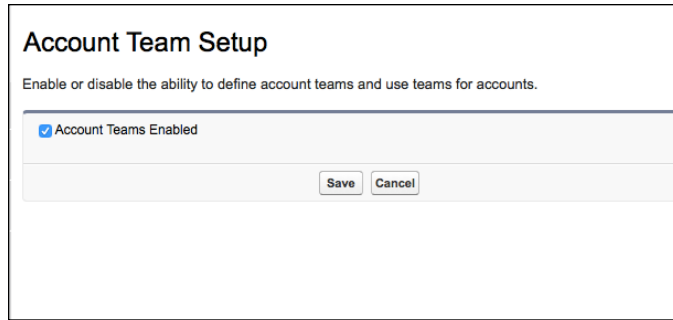 Account Team Setup
Enable or disable the ability to define account teams and use teams for accounts.
Account Teams Enabled
Save Cancel